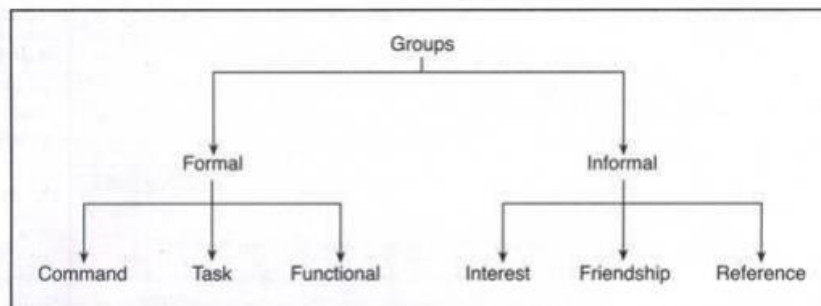 Groups
Formal Informal
Command Task Functional Interest Friendship Reference